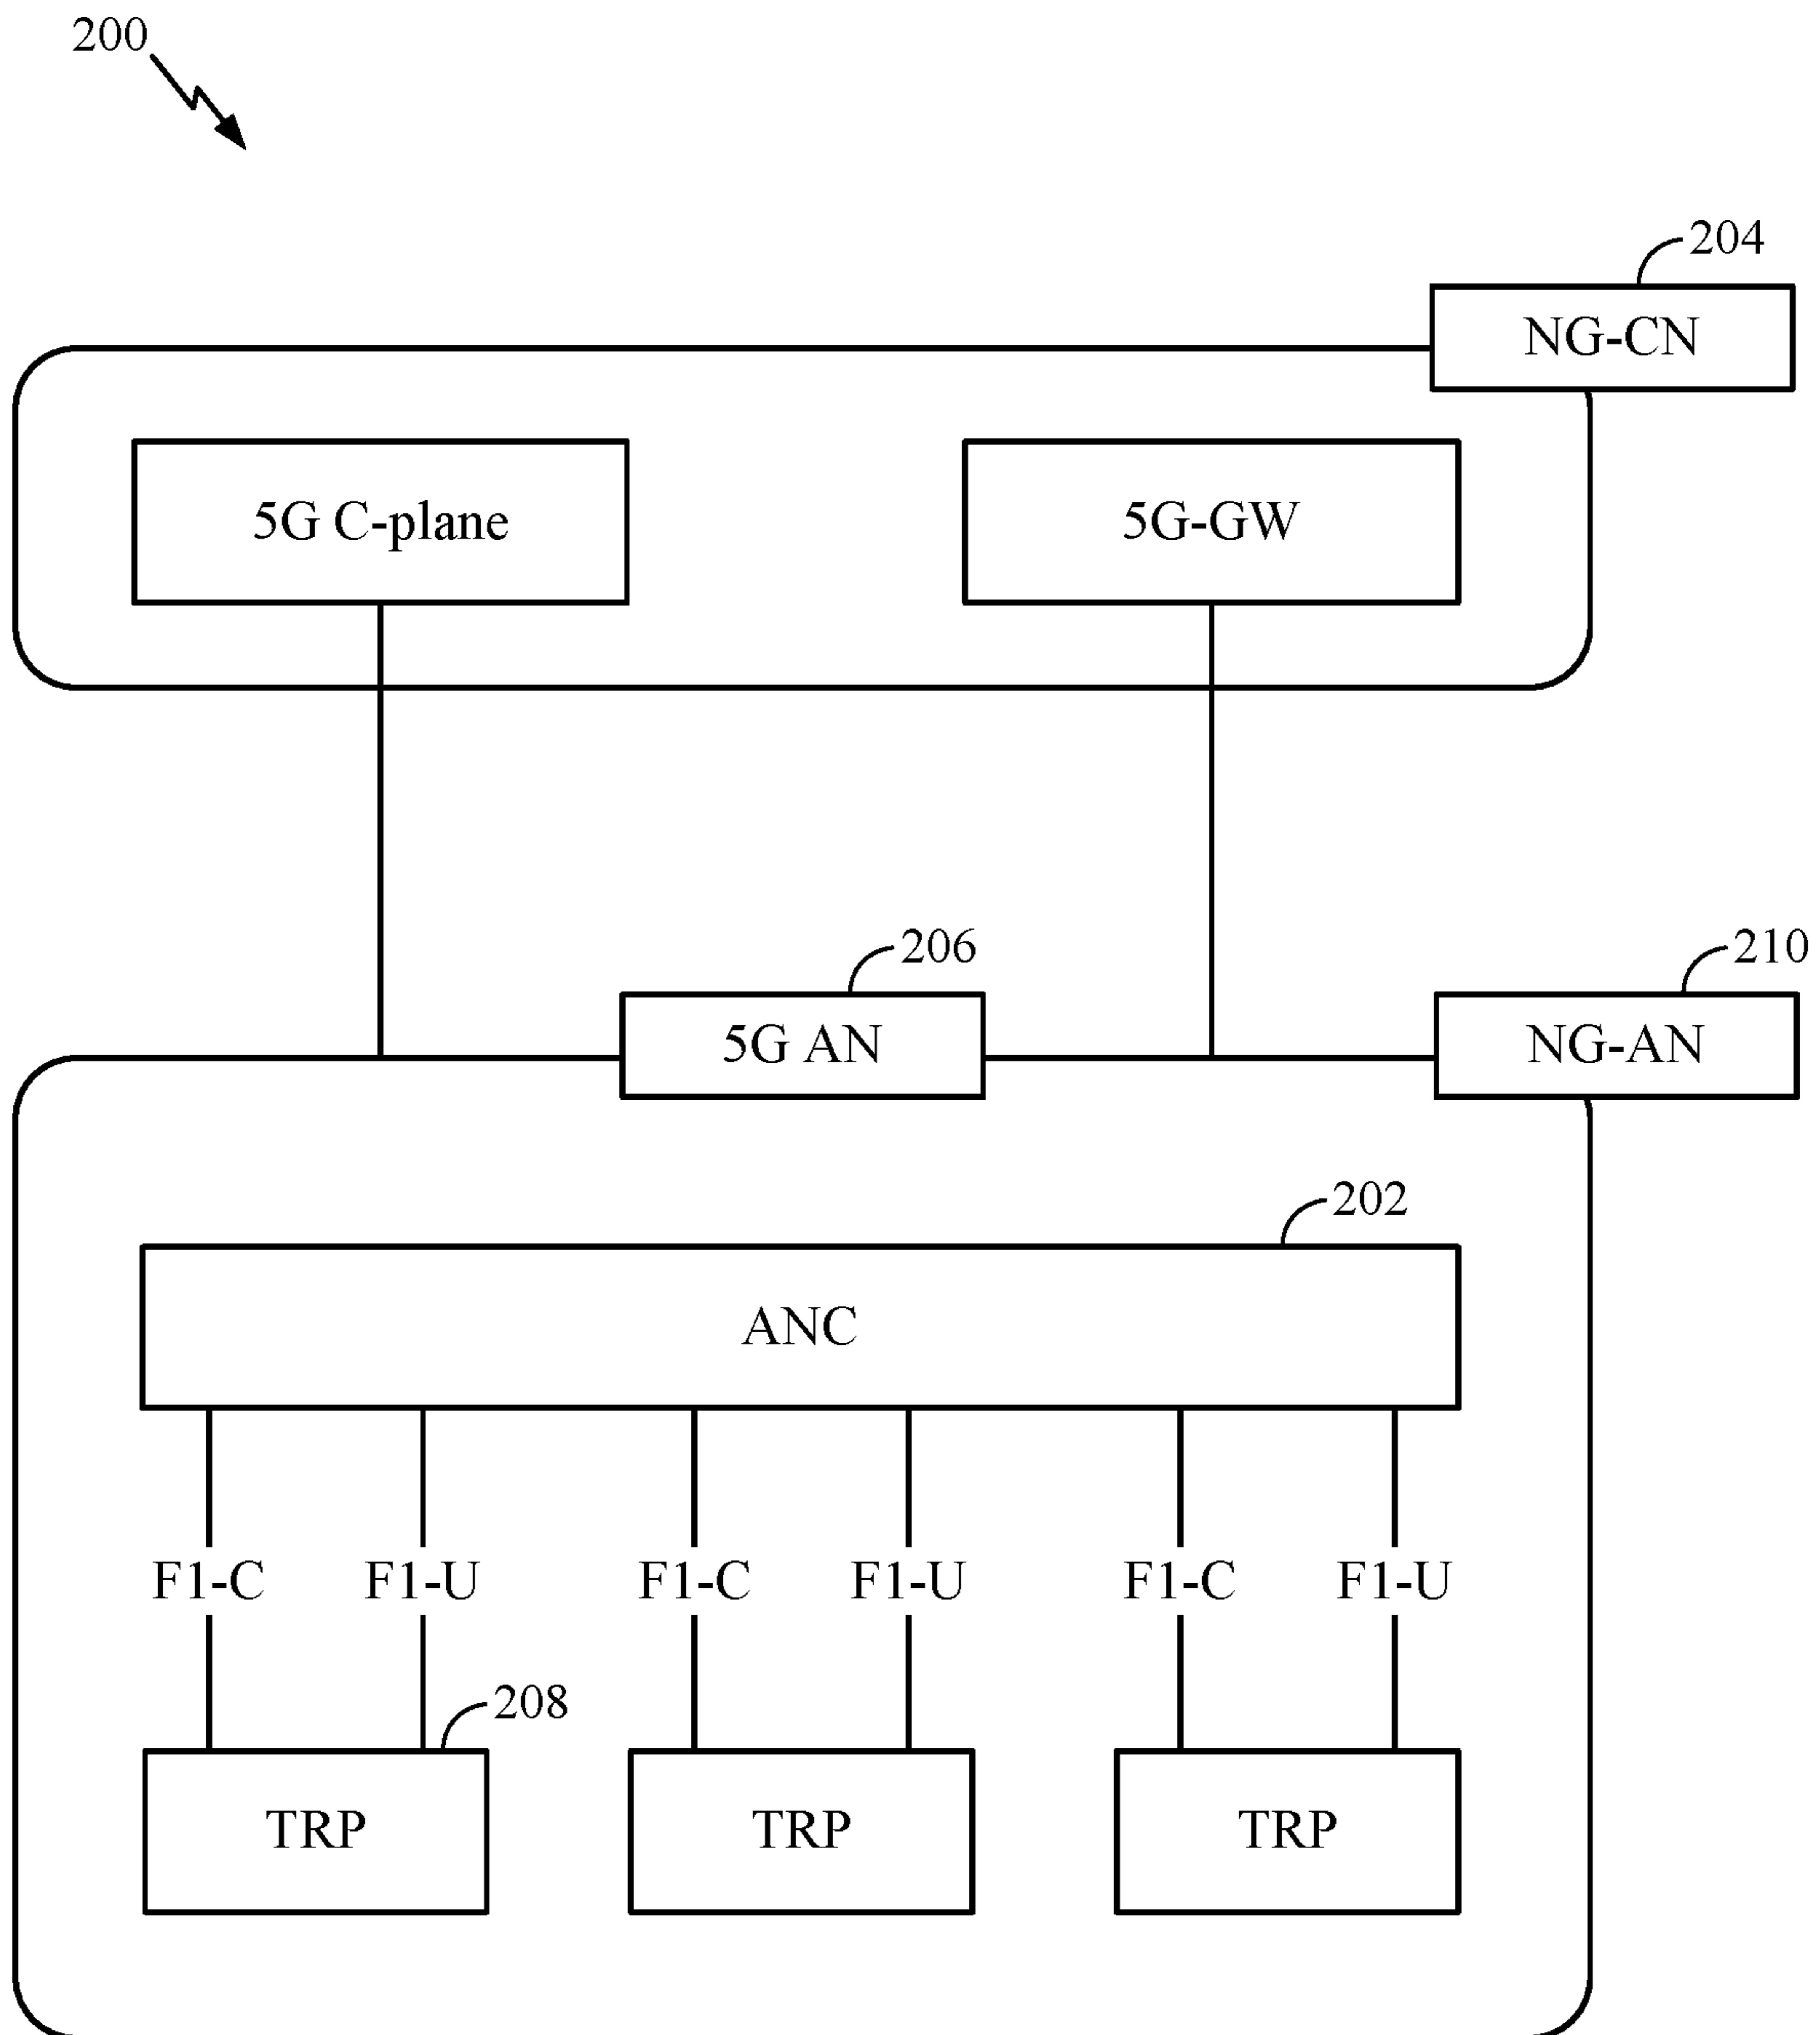 200
204
NG-CN
5G C-plane
5G-GW
206
210
5G AN
NG-AN
202
ANC
F1-C
F1-U
F1-C
F1-U
F1-C
F1-U
208
TRP
TRP
TRP